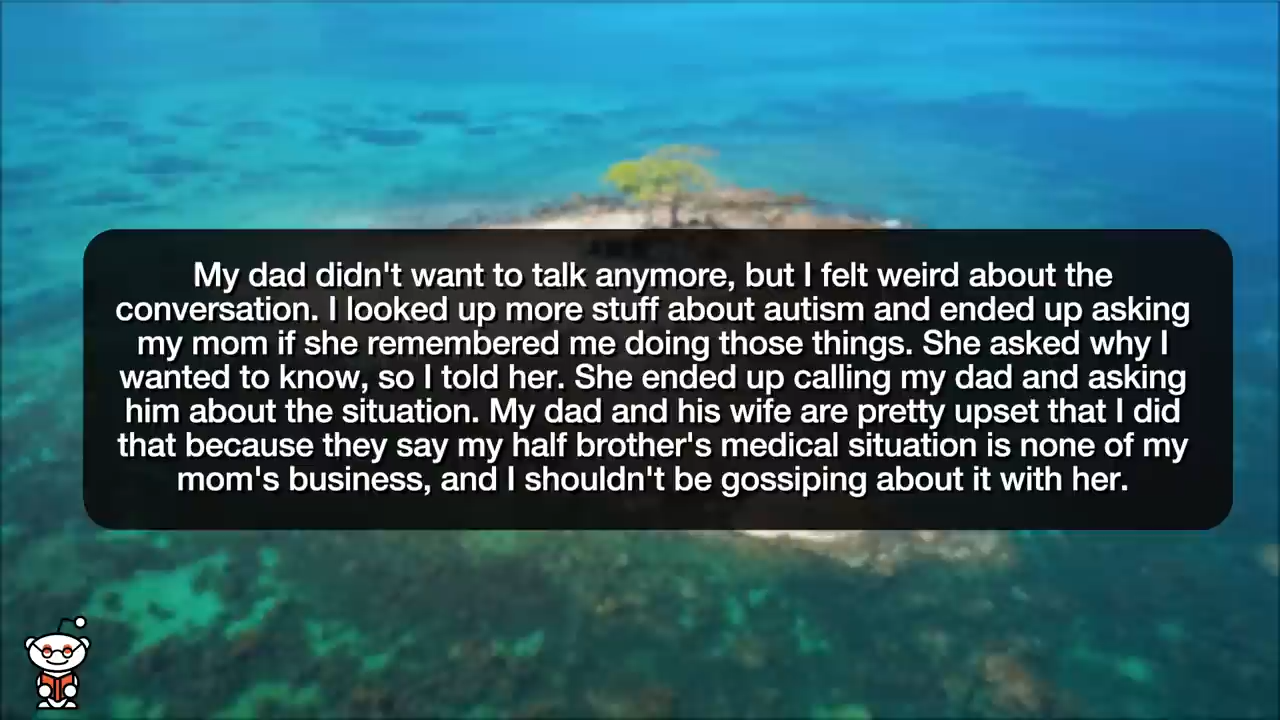 My dad didn't want to talk anymore, but I felt weird about the
conversation. I looked up more stuff about autism and ended up asking
my mom if she remembered me doing those things. She asked why I
wanted to know, so I told her. She ended up calling my dad and asking
him about the situation. My dad and his wife are pretty upset that I did
that because they say my half brother's medical situation is none of my
mom's business, and I shouldn't be gossiping about it with her.